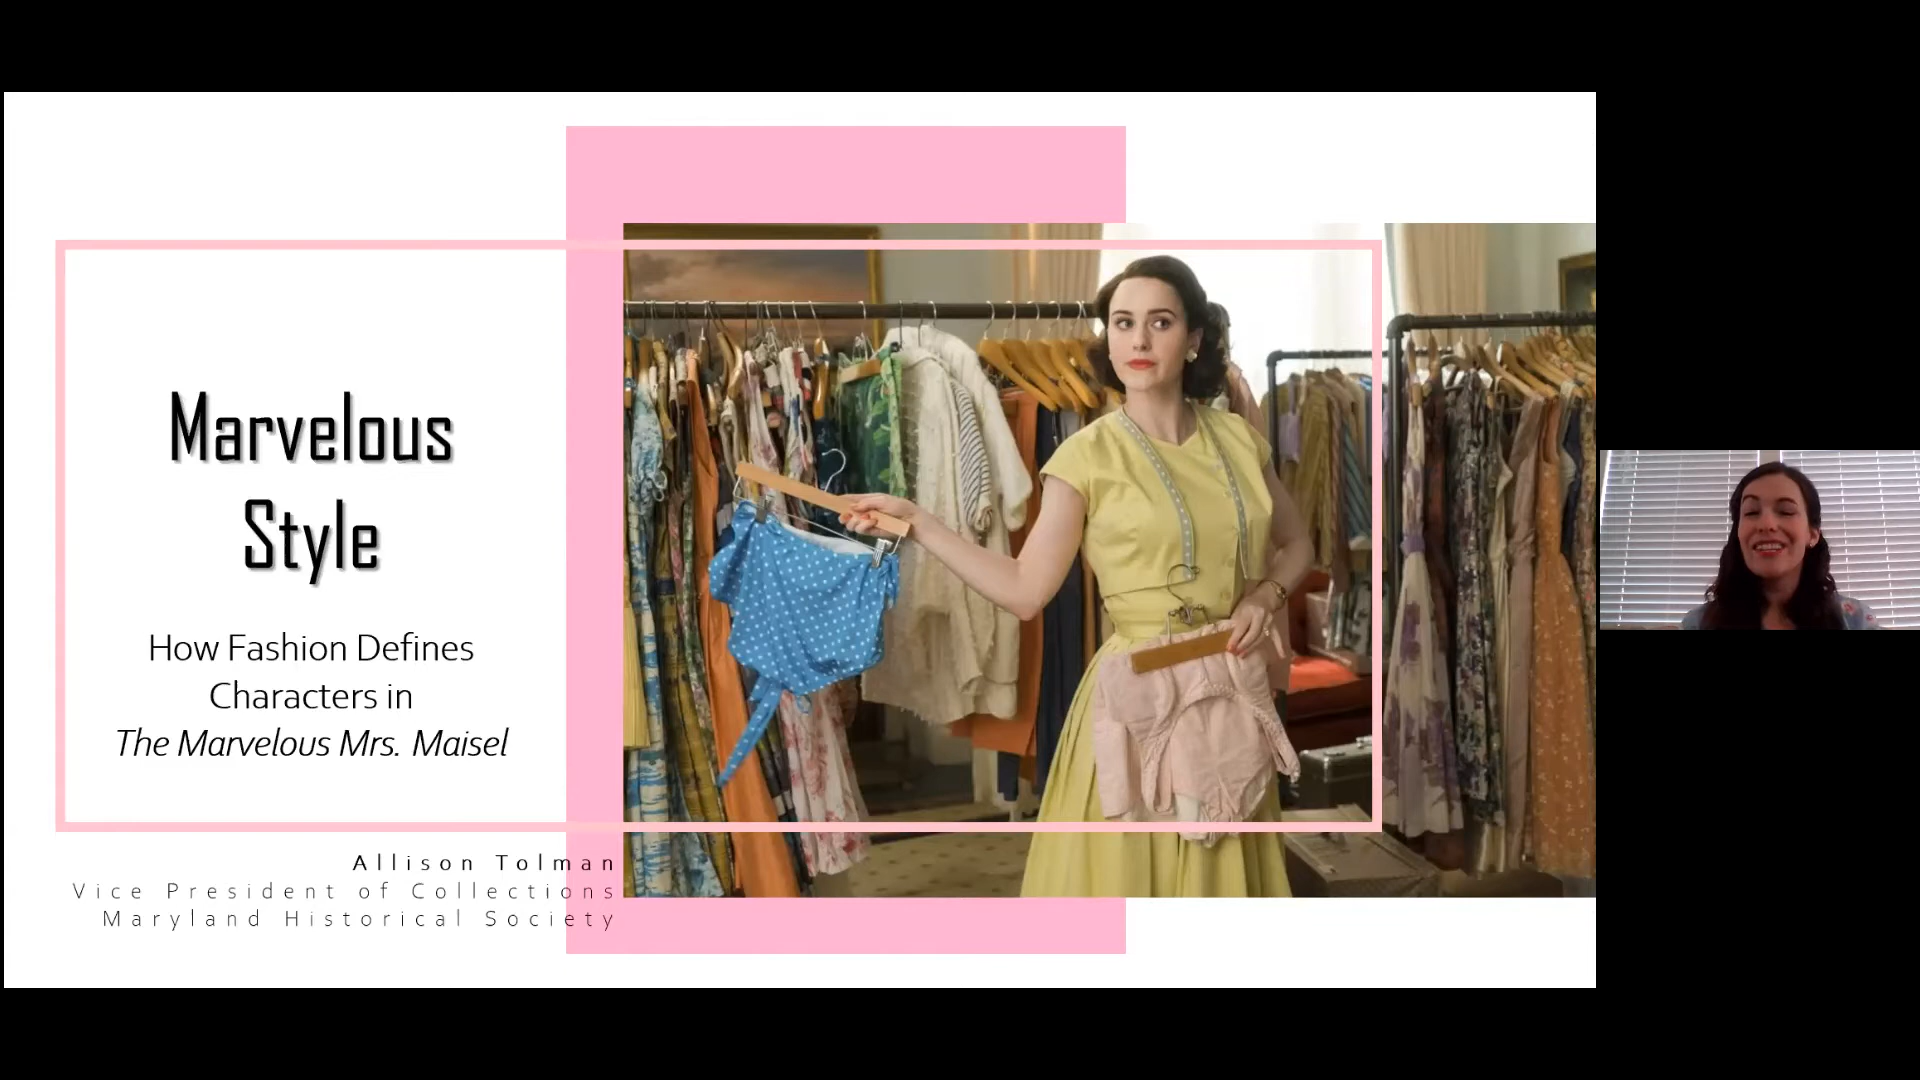 Marvelous
Style
How Fashion Defines
Characters in
The Marvelous Mrs. Maisel
Allison Tolman
Vice President of Collections
Maryland Historical Society